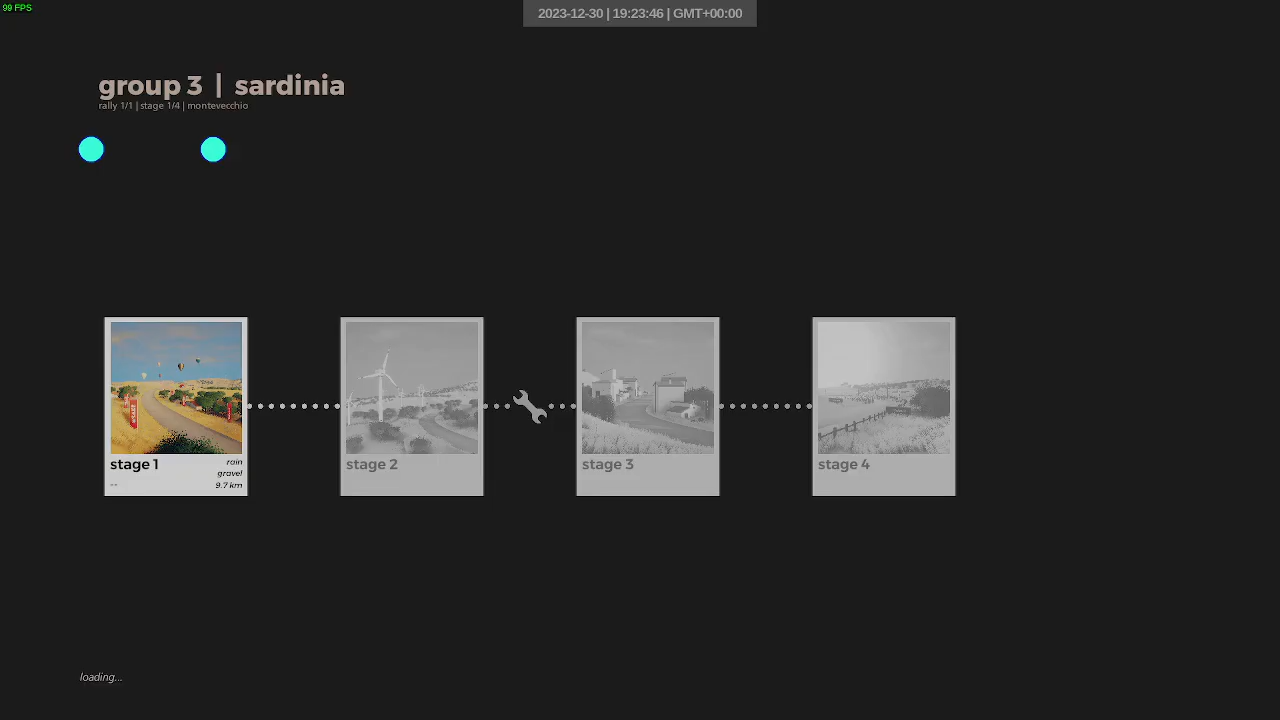 99 FPS
2023-12-30 | 19:23:46 | GMT+00:00
group 3 | sardinia
rally 1/1 | stage 1/4 | montevecchio
stage 1
rain
gravel
--
9.7 km
stage 2
stage 3
stage 4
loading...